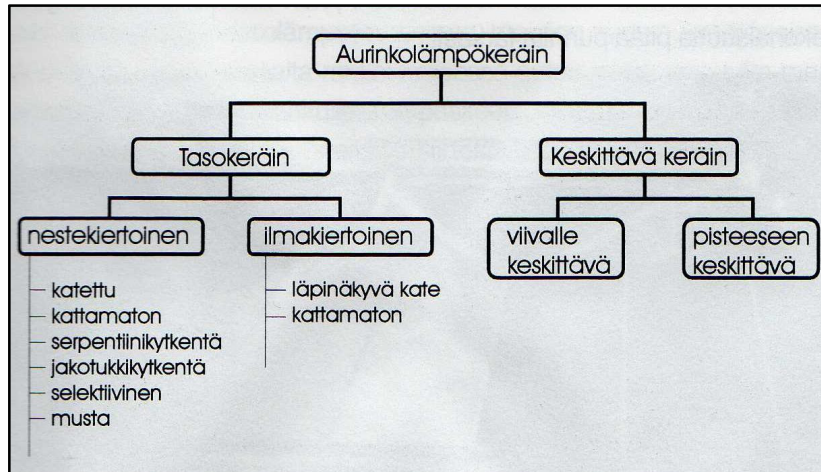 Aurinkolämpökeräin
Tasokeräin
Keskittävä keräin
nestekiertoinen
ilmakiertoinen
viivalle
keskittävä
pisteeseen
keskittävä
katettu
kattamaton
serpentiinikytkentä
jakotukkikytkentä
selektiivinen
musta
läpinäkyvä kate
kattamaton